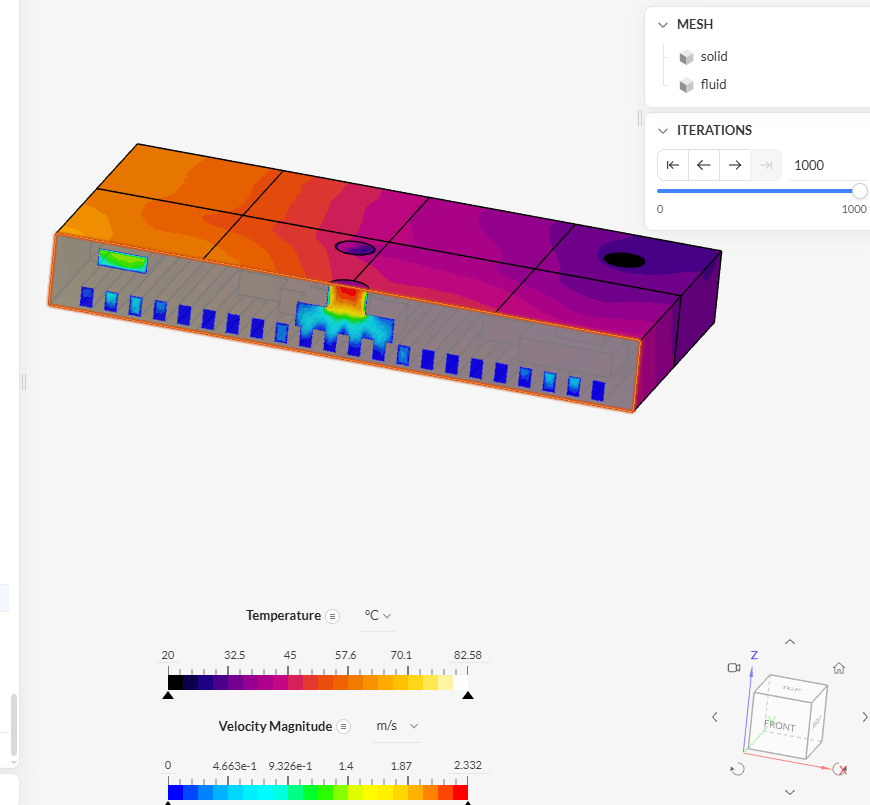 MESH
solid
fluid
ITERATIONS
1000
0 1000
Temperature °C
20 32.5 45 57.6 70.1 82.58
Velocity Magnitude m/s
0 4.663e-1 9.326e-1 1.4 1.87 2.332
Z
TOP
FRONT
X